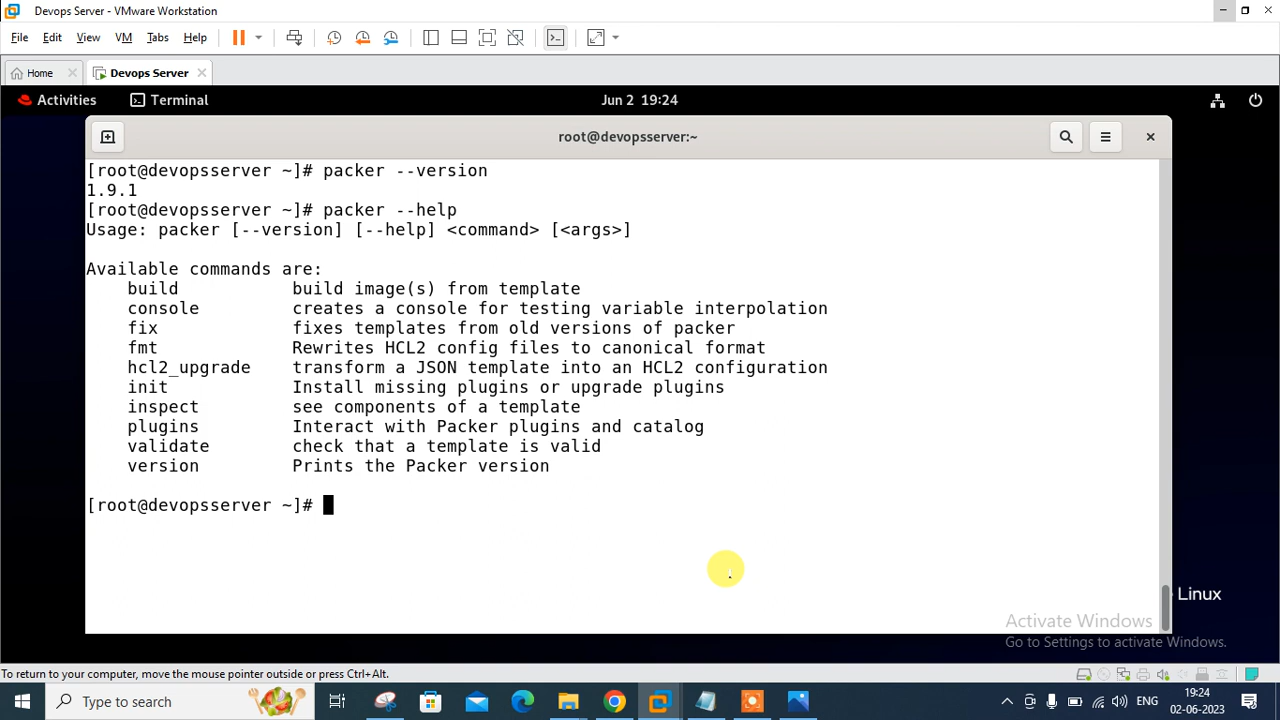 Devops Server - VMware Workstation
File Edit View VM Tabs Help
Home Devops Server
Activities Terminal Jun 2 19:24
root@devopsserver:~
[root@devopsserver ~]# packer --version
1.9.1
[root@devopsserver ~]# packer --help
Usage: packer [--version] [--help] <command> [<args>]
Available commands are:
build build image(s) from template
console creates a console for testing variable interpolation
fix fixes templates from old versions of packer
fmt Rewrites HCL2 config files to canonical format
hcl2_upgrade transform a JSON template into an HCL2 configuration
init Install missing plugins or upgrade plugins
inspect see components of a template
plugins Interact with Packer plugins and catalog
validate check that a template is valid
version Prints the Packer version
[root@devopsserver ~]#
Linux
Activate Windows
Go to Settings to activate Windows.
To return to your computer, move the mouse pointer outside or press Ctrl+Alt.
Type to search
ENG
19:24
02-06-2023